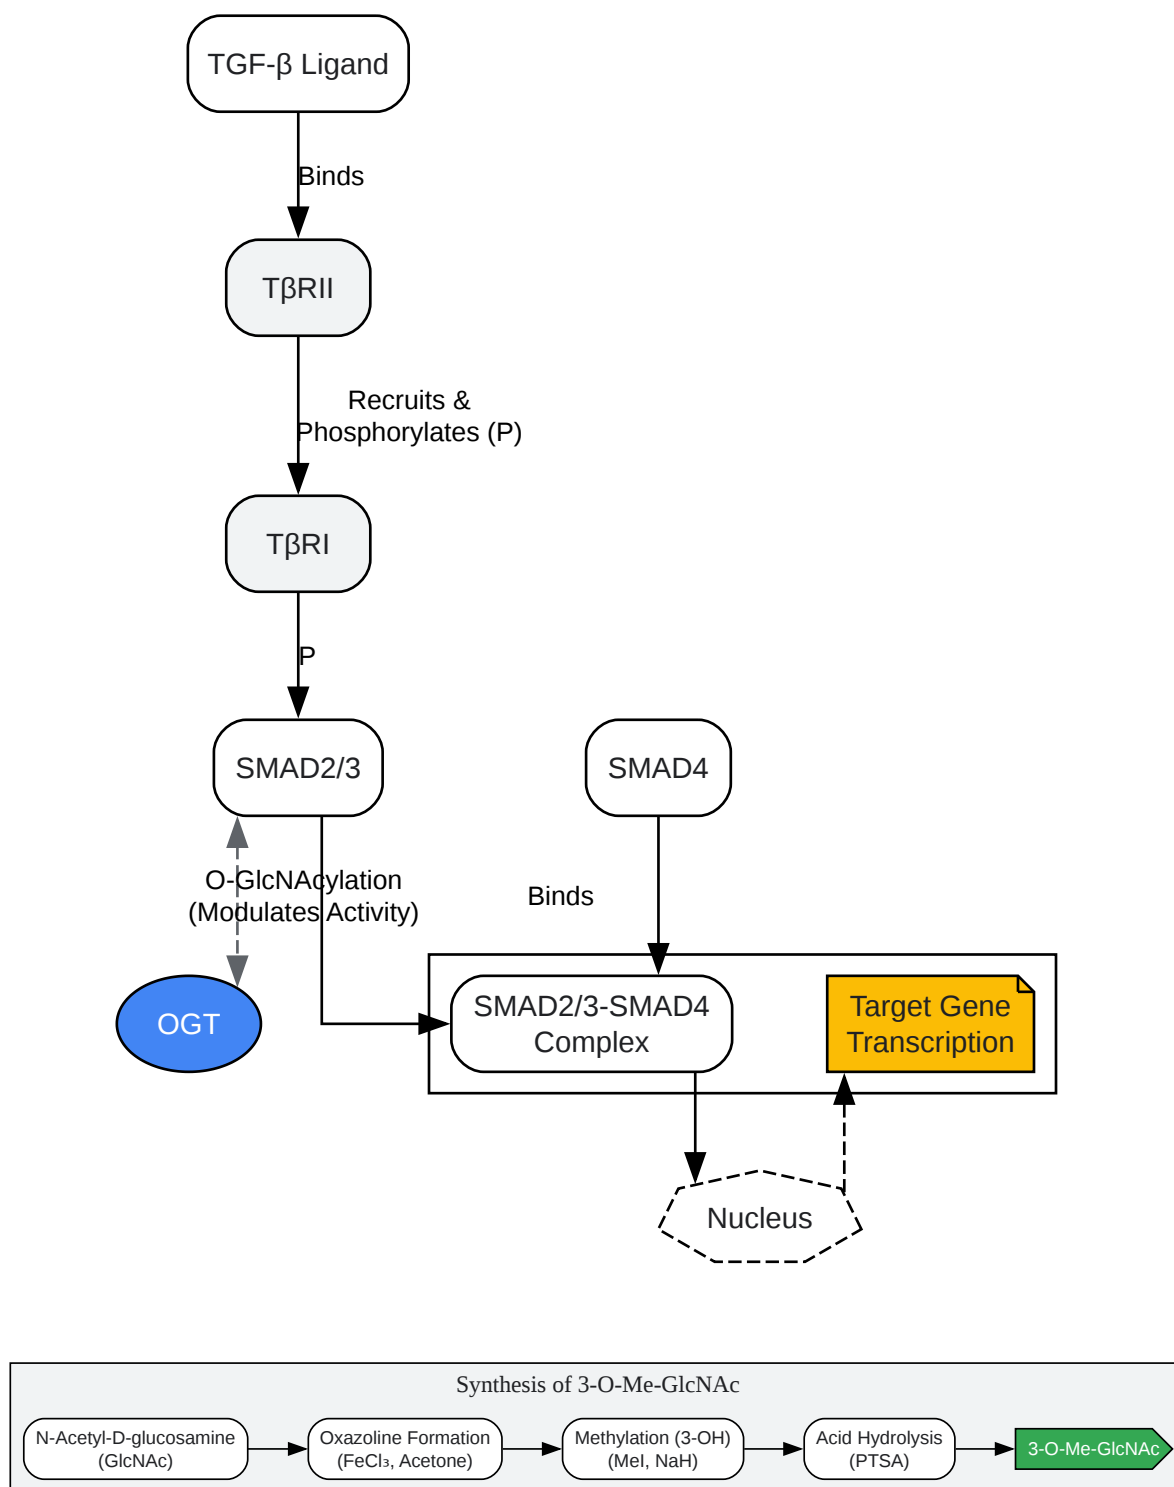 TGF-β Ligand
Binds
TβRII
Recruits &
Phosphorylates (P)
TβRI
P
SMAD2/3
SMAD4
O-GlcNAcylation
(Modulates Activity)
Binds
OGT
SMAD2/3-SMAD4
Complex
Target Gene
Transcription
Nucleus
Synthesis of 3-O-Me-GlcNAc
N-Acetyl-D-glucosamine
(GlcNAc)
Oxazoline Formation
(FeCl₃, Acetone)
Methylation (3-OH)
(MeI, NaH)
Acid Hydrolysis
(PTSA)
3-O-Me-GlcNAc